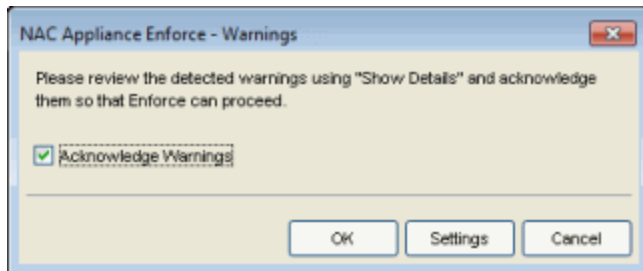 NAC Appliance Enforce - Warnings
Please review the detected warnings using "Show Details" and acknowledge
them so that Enforce can proceed.
Acknowledge Warnings
OK Settings Cancel